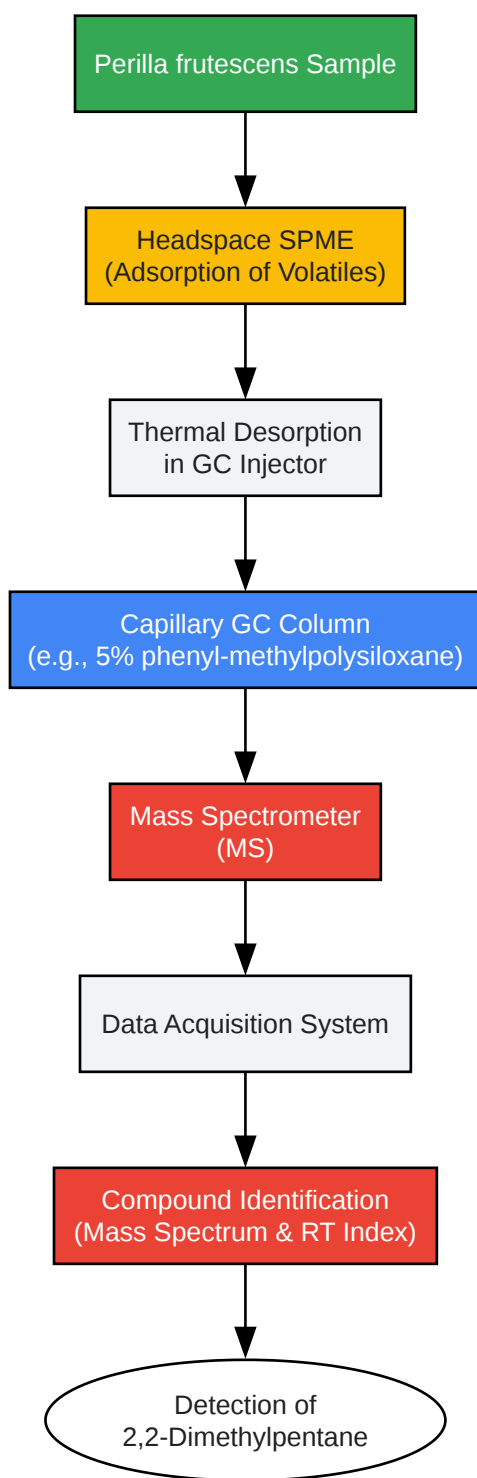 Perilla frutescens Sample
Headspace SPME
(Adsorption of Volatiles)
Thermal Desorption
in GC Injector
Capillary GC Column
(e.g., 5% phenyl-methylpolysiloxane)
Mass Spectrometer
(MS)
Data Acquisition System
Compound Identification
(Mass Spectrum & RT Index)
Detection of
2,2-Dimethylpentane